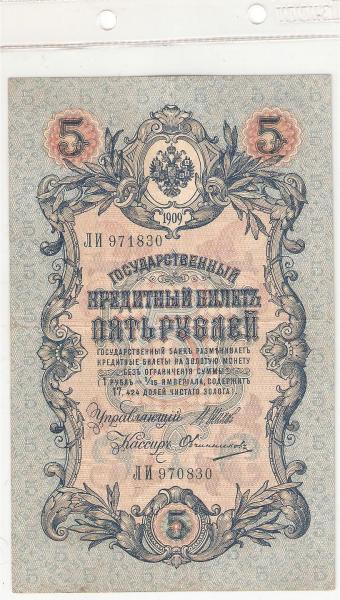 5 5
1909
ЛИ 971830
ГОСУДАРСТВЕННЫЙ
КРЕДИТНЫЙ БИЛЕТЪ
ПЯТЬ РУБЛЕЙ
ГОСУДАРСТВЕННЫЙ БАНКЪ РАЗМѢНИВАЕТЪ
КРЕДИТНЫЕ БИЛЕТЫ НА ЗОЛОТУЮ МОНЕТУ
БЕЗЪ ОГРАНИЧЕНІЯ СУММЫ
(1 РУБЛЬ = 1/15 ИМПЕРІАЛА, СОДЕРЖИТЪ
17,424 ДОЛЕЙ ЧИСТАГО ЗОЛОТА).
Управляющій
Кассиръ Овчинниковъ
ЛИ 970830
5